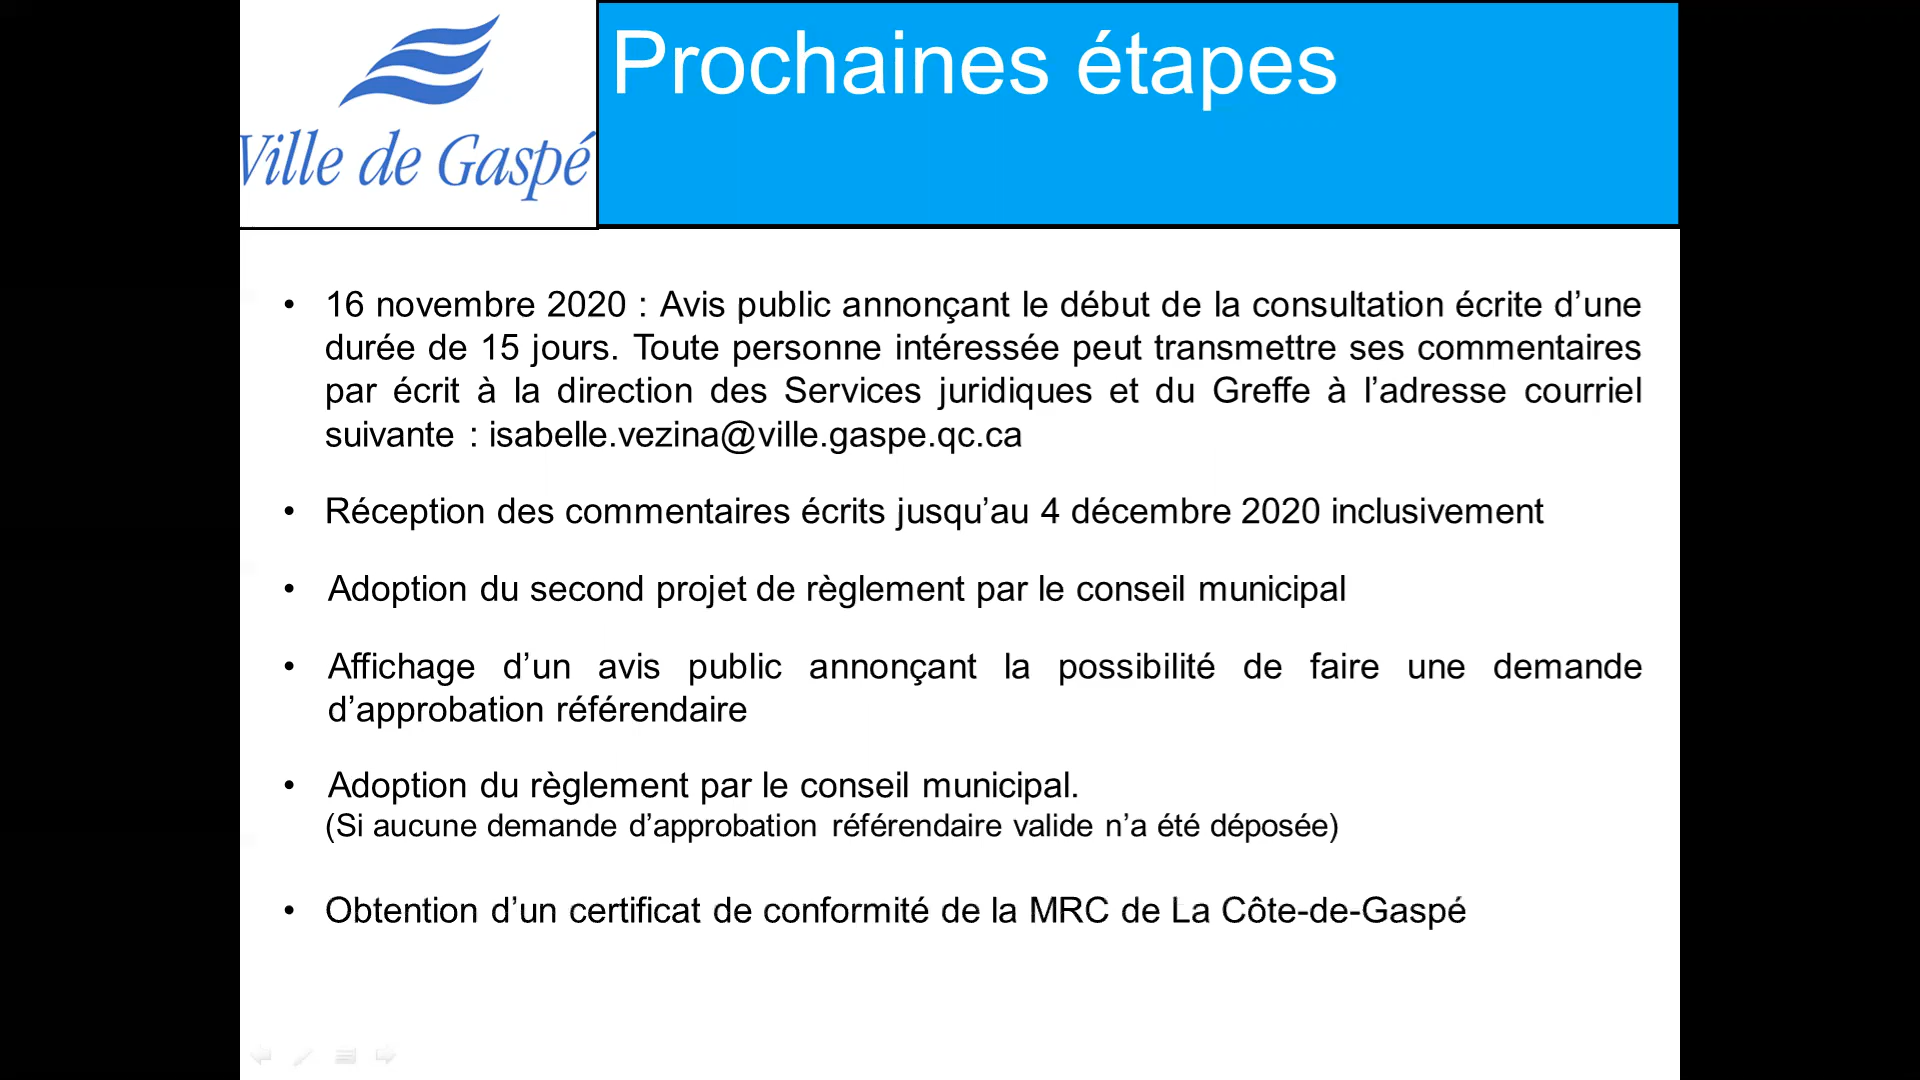 Ville de Gaspé
Prochaines étapes
• 16 novembre 2020 : Avis public annonçant le début de la consultation écrite d’une
durée de 15 jours. Toute personne intéressée peut transmettre ses commentaires
par écrit à la direction des Services juridiques et du Greffe à l’adresse courriel
suivante : isabelle.vezina@ville.gaspe.qc.ca
• Réception des commentaires écrits jusqu’au 4 décembre 2020 inclusivement
• Adoption du second projet de règlement par le conseil municipal
• Affichage d’un avis public annonçant la possibilité de faire une demande
d’approbation référendaire
• Adoption du règlement par le conseil municipal.
(Si aucune demande d’approbation référendaire valide n’a été déposée)
• Obtention d’un certificat de conformité de la MRC de La Côte-de-Gaspé